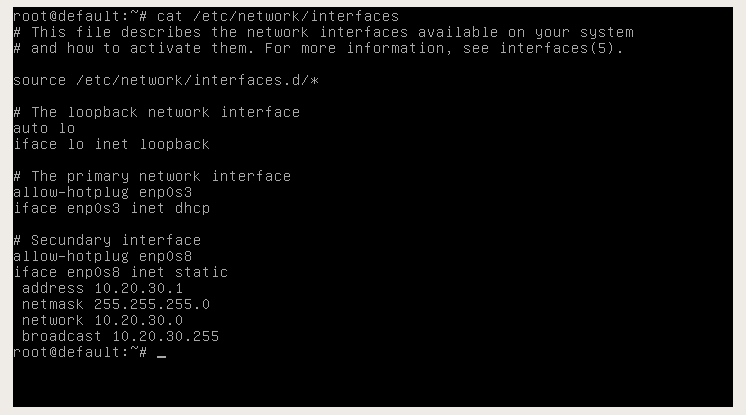 root@default:~# cat /etc/network/interfaces
# This file describes the network interfaces available on your system
# and how to activate them. For more information, see interfaces(5).
source /etc/network/interfaces.d/*
# The loopback network interface
auto lo
iface lo inet loopback
# The primary network interface
allow-hotplug enp0s3
iface enp0s3 inet dhcp
# Secundary interface
allow-hotplug enp0s8
iface enp0s8 inet static
 address 10.20.30.1
 netmask 255.255.255.0
 network 10.20.30.0
 broadcast 10.20.30.255
root@default:~# _